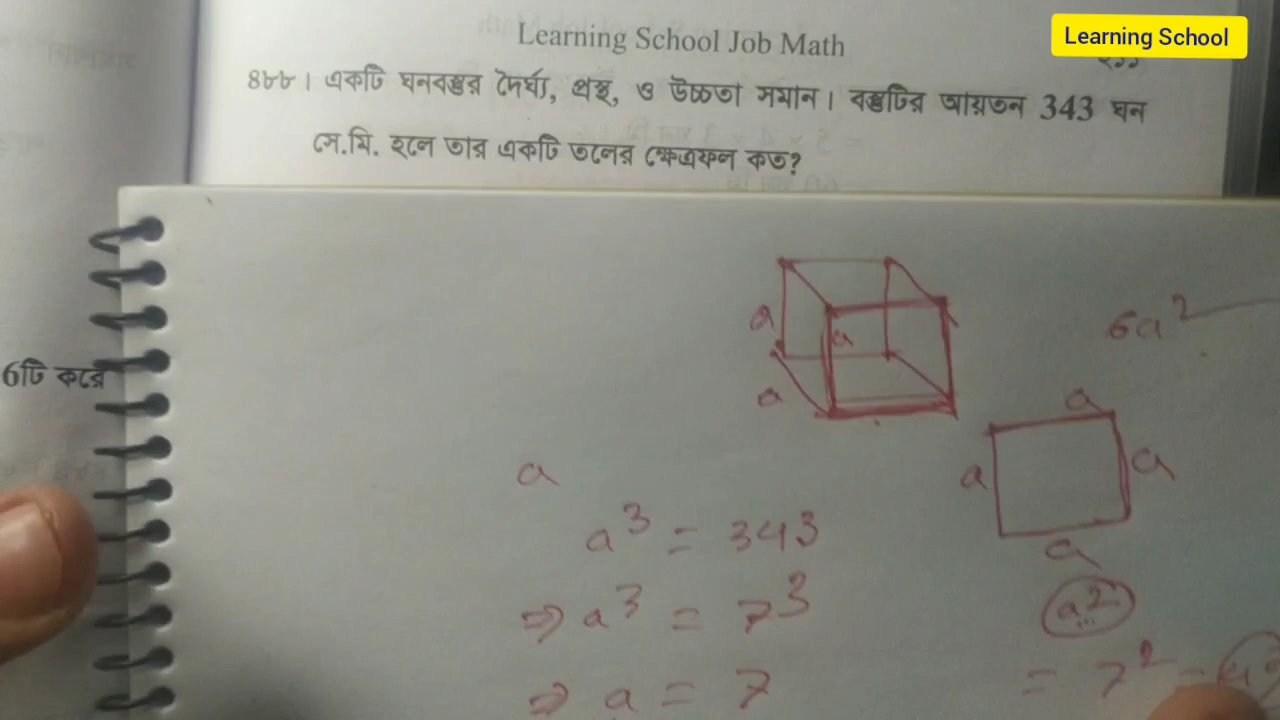 Learning School Job Math
Learning School
৪৮৮। একটি ঘনবস্তুর দৈর্ঘ্য, প্রস্থ, ও উচ্চতা সমান। বস্তুটির আয়তন 343 ঘন
সে.মি. হলে তার একটি তলের ক্ষেত্রফল কত?
6টি করে
a
a
a
6a²
a
a
a
a
a²
= 7²
a
a³ = 343
⇒ a³ = 7³
⇒ a = 7